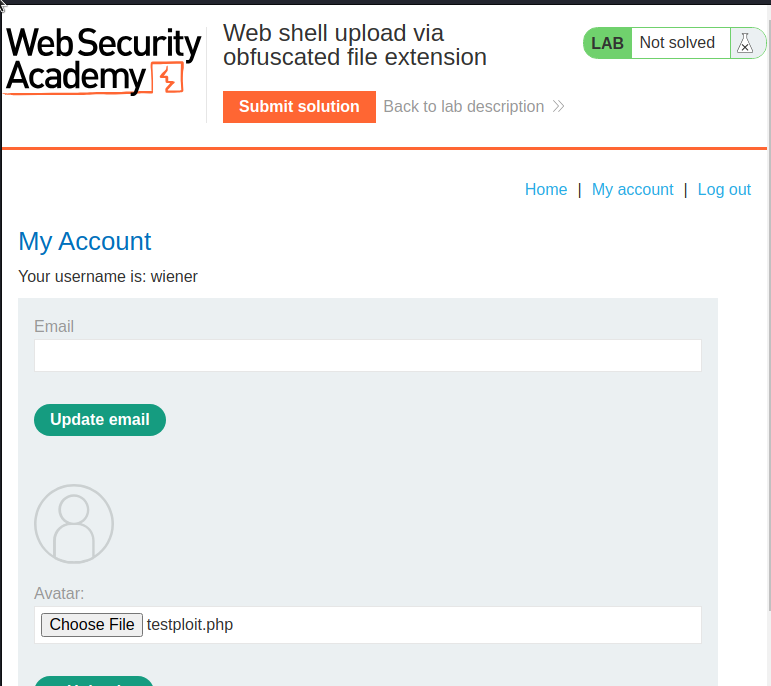 Web Security
Academy
Web shell upload via
obfuscated file extension
LAB Not solved
Submit solution Back to lab description
Home | My account | Log out
My Account
Your username is: wiener
Email
Update email
Avatar:
Choose File testploit.php